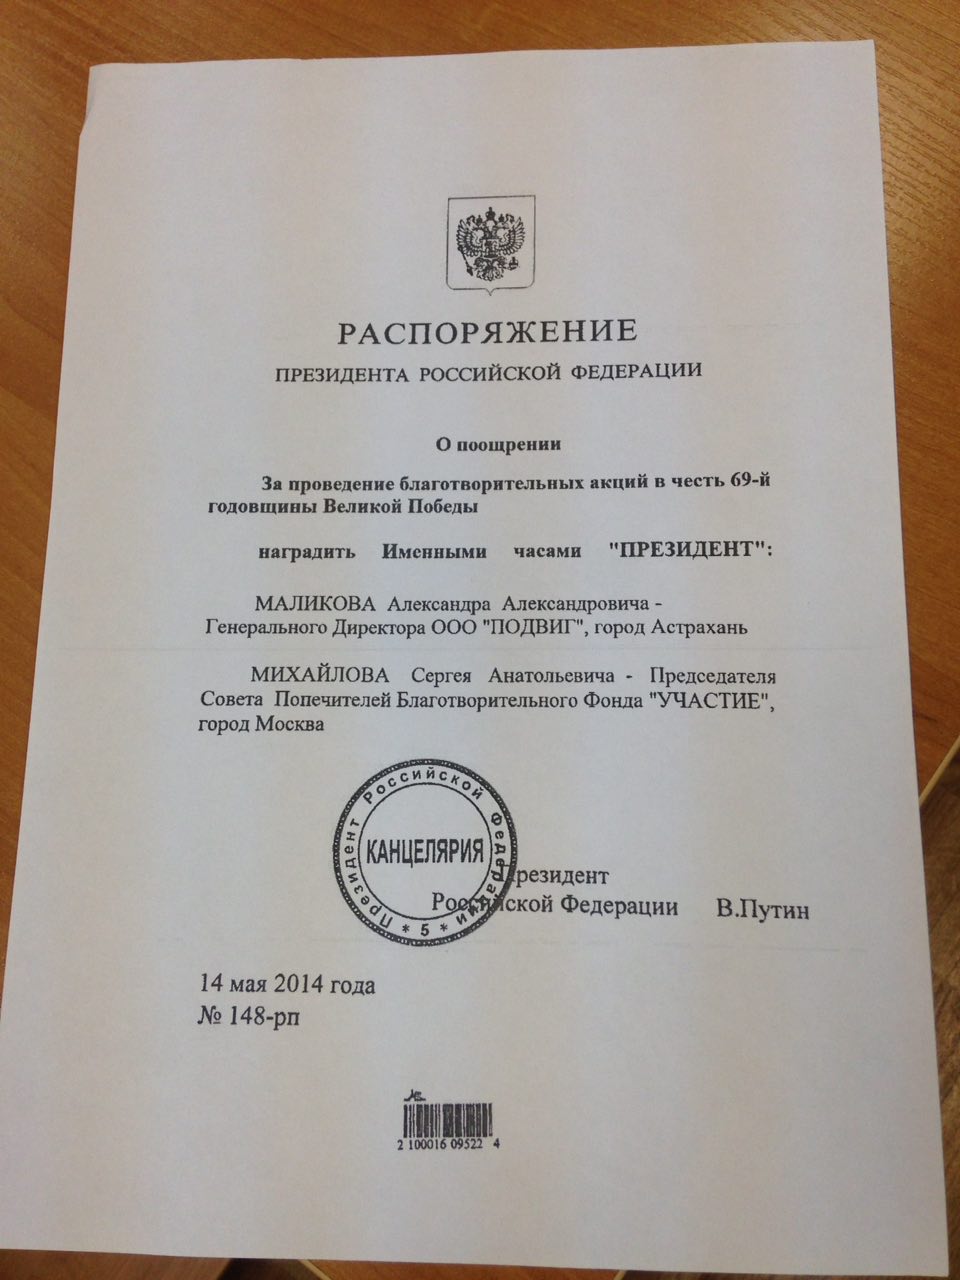 РАСПОРЯЖЕНИЕ
ПРЕЗИДЕНТА РОССИЙСКОЙ ФЕДЕРАЦИИ
О поощрении
За проведение благотворительных акций в честь 69-й
годовщины Великой Победы
наградить Именными часами "ПРЕЗИДЕНТ":
МАЛИКОВА Александра Александровича -
Генерального Директора ООО "ПОДВИГ", город Астрахань
МИХАЙЛОВА Сергея Анатольевича - Председателя
Совета Попечителей Благотворительного Фонда "УЧАСТИЕ",
город Москва
Президент Российской Федерации
КАНЦЕЛЯРИЯ
* 5 *
Президент
Российской Федерации В.Путин
14 мая 2014 года
№ 148-рп
2 100016 09522 4